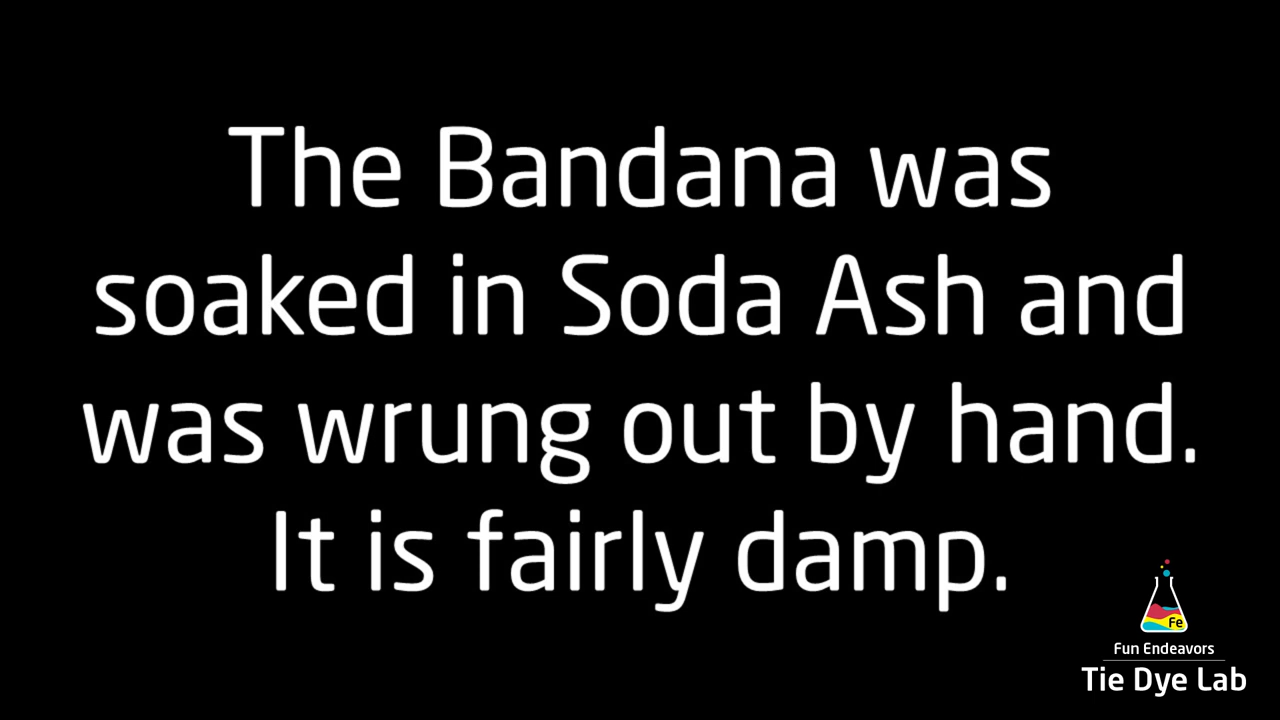 The Bandana was
soaked in Soda Ash and
was wrung out by hand.
It is fairly damp.
Fe
Fun Endeavors
Tie Dye Lab